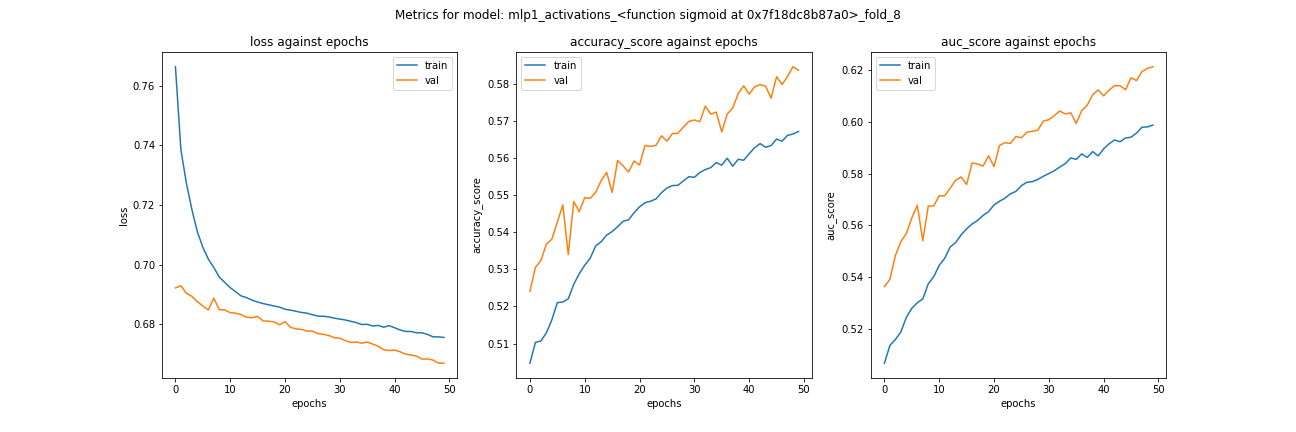 Metrics for model: mlp1_activations_<function sigmoid at 0x7f18dc8b87a0>_fold_8
loss against epochs
train
val
0.76
0.74
0.72
0.70
0.68
loss
0
10
20
30
40
50
epochs
accuracy_score against epochs
train
val
0.58
0.57
0.56
0.55
0.54
0.53
0.52
0.51
accuracy_score
0
10
20
30
40
50
epochs
auc_score against epochs
train
val
0.62
0.60
0.58
0.56
0.54
0.52
auc_score
0
10
20
30
40
50
epochs